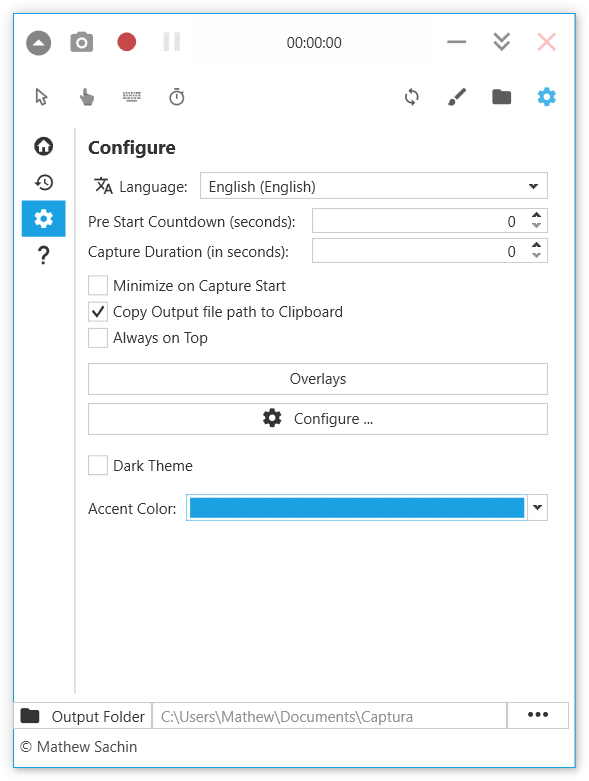 00:00:00
Configure
Language: English (English)
Pre Start Countdown (seconds): 0
Capture Duration (in seconds): 0
Minimize on Capture Start
Copy Output file path to Clipboard
Always on Top
Overlays
Configure ...
Dark Theme
Accent Color:
Output Folder C:\Users\Mathew\Documents\Captura
© Mathew Sachin